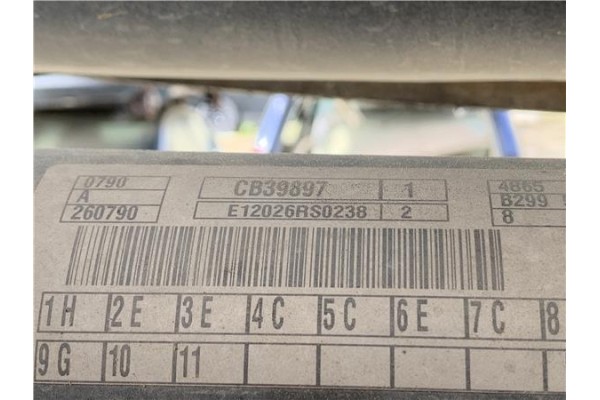 0790 CB39897 1 4865
A
260790 E12026RS0238 2 B299
8
1H 2E 3E 4C 5C 6E 7C 8
9G 10 11